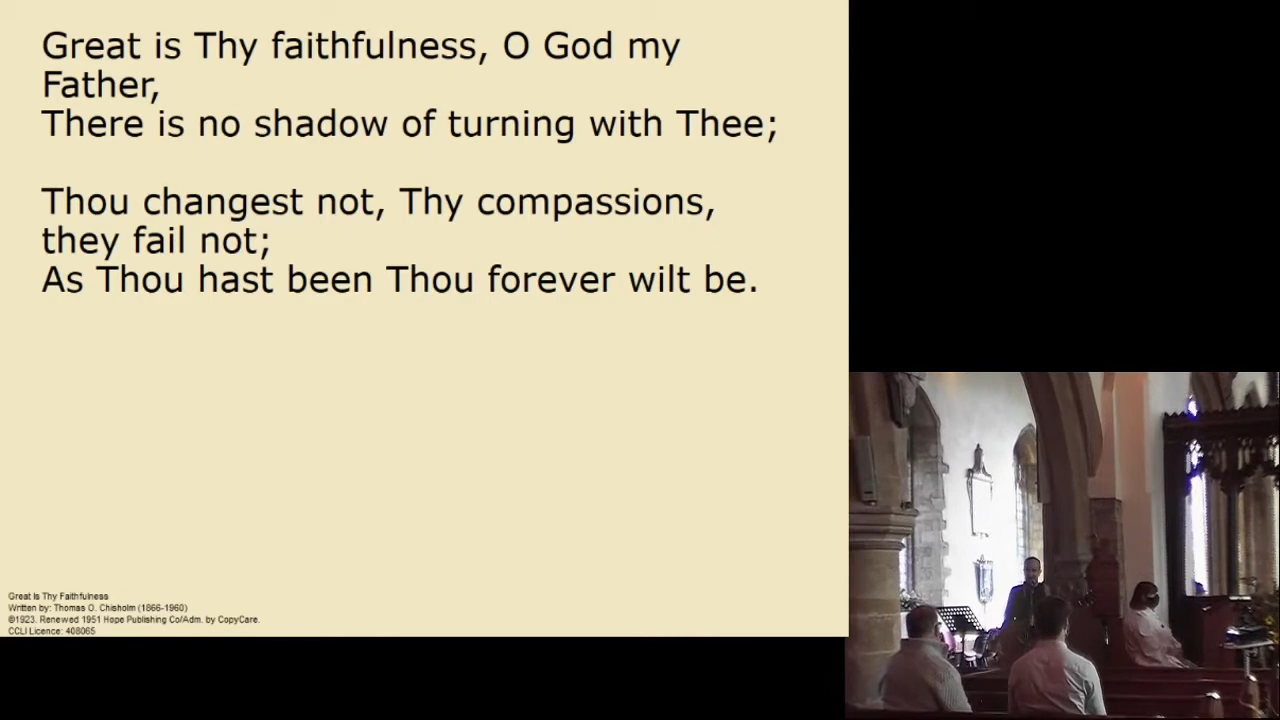 Great is Thy faithfulness, O God my
Father,
There is no shadow of turning with Thee;
Thou changest not, Thy compassions,
they fail not;
As Thou hast been Thou forever wilt be.
Great Is Thy Faithfulness
Written by: Thomas O. Chisholm (1866-1960)
©1923. Renewed 1951 Hope Publishing Co/Adm. by CopyCare.
CCLI Licence: 408065